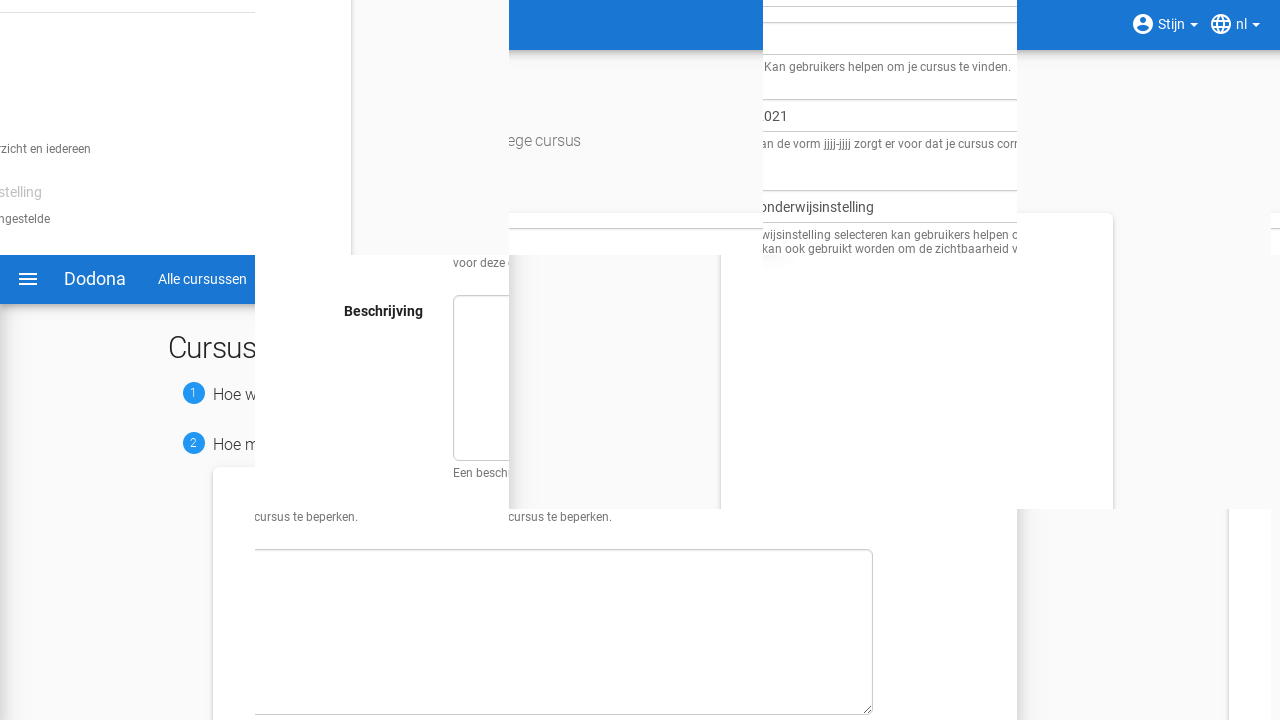 Stijn
nl
Kan gebruikers helpen om je cursus te vinden.
2021
an de vorm jjjj-jjjj zorgt er voor dat je cursus corr
ege cursus
zicht en iedereen
stelling
onderwijsinstelling
ngestelde
wijsinstelling selecteren kan gebruikers helpen o
kan ook gebruikt worden om de zichtbaarheid v
voor deze
Dodona
Alle cursussen
Beschrijving
Cursus
1 Hoe w
2 Hoe m
Een besch
cursus te beperken.
cursus te beperken.